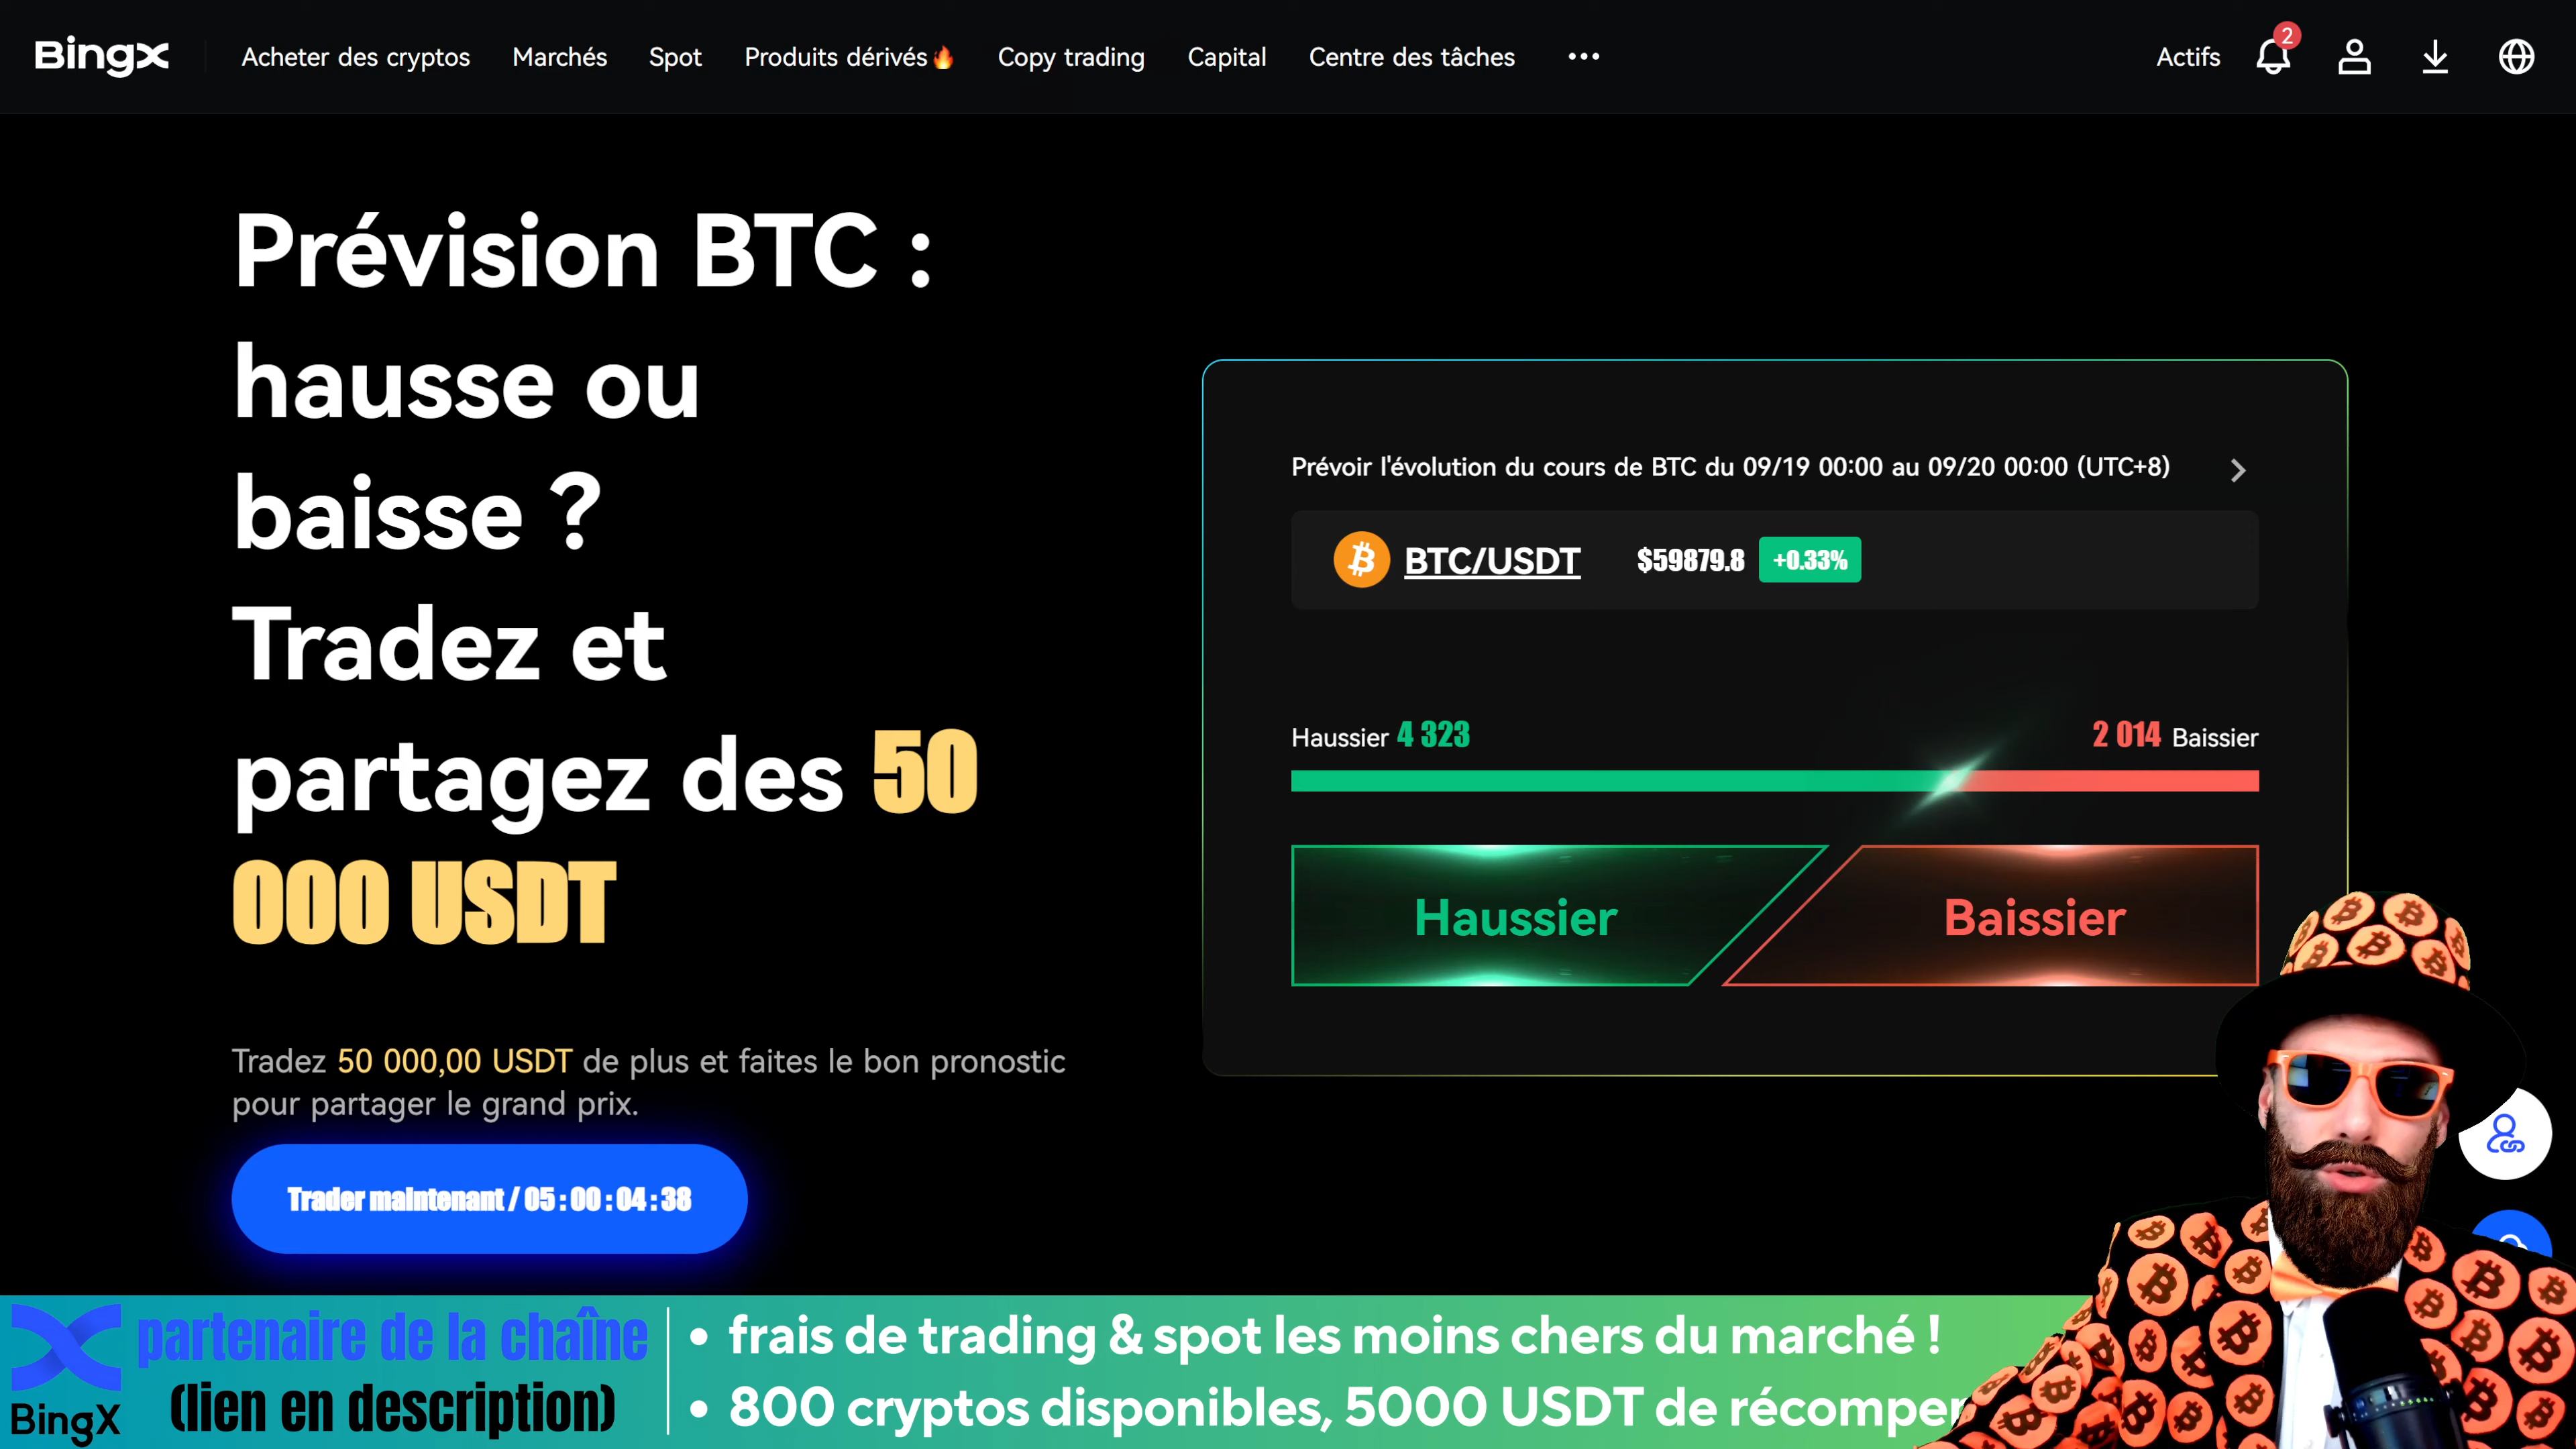 BingX
Acheter des cryptos Marchés Spot Produits dérivés🔥 Copy trading Capital Centre des tâches ••• Actifs 2
Prévision BTC :
hausse ou
baisse ?
Tradez et
partagez des 50
000 USDT
Tradez 50 000,00 USDT de plus et faites le bon pronostic
pour partager le grand prix.
Trader maintenant / 05 : 00 : 04 : 38
Prévoir l'évolution du cours de BTC du 09/19 00:00 au 09/20 00:00 (UTC+8)
BTC/USDT $59879.8 +0.33%
Haussier 4 323 2 014 Baissier
Haussier Baissier
BingX
partenaire de la chaîne
(lien en description)
• frais de trading & spot les moins chers du marché !
• 800 cryptos disponibles, 5000 USDT de